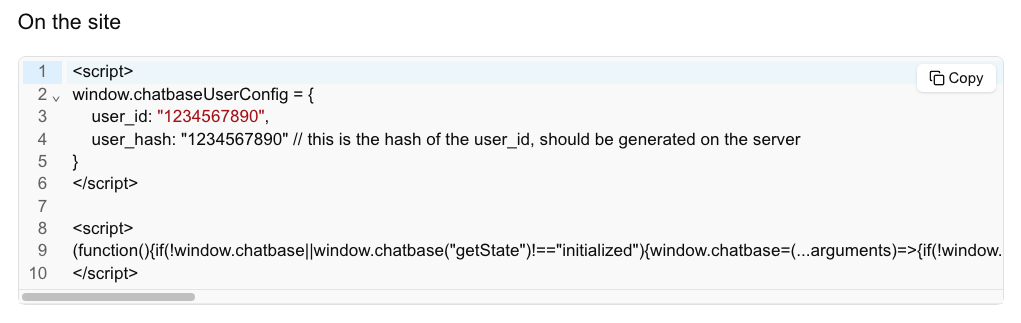 On the site
Copy
1 <script>
2 window.chatbaseUserConfig = {
3 user_id: "1234567890",
4 user_hash: "1234567890" // this is the hash of the user_id, should be generated on the server
5 }
6 </script>
7
8 <script>
9 (function(){if(!window.chatbase||window.chatbase("getState")!=="initialized"){window.chatbase=(...arguments)=>{if(!window.
10 </script>